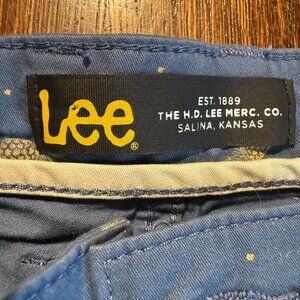 Lee®
EST. 1889
THE H.D. LEE MERC. CO.
SALINA, KANSAS